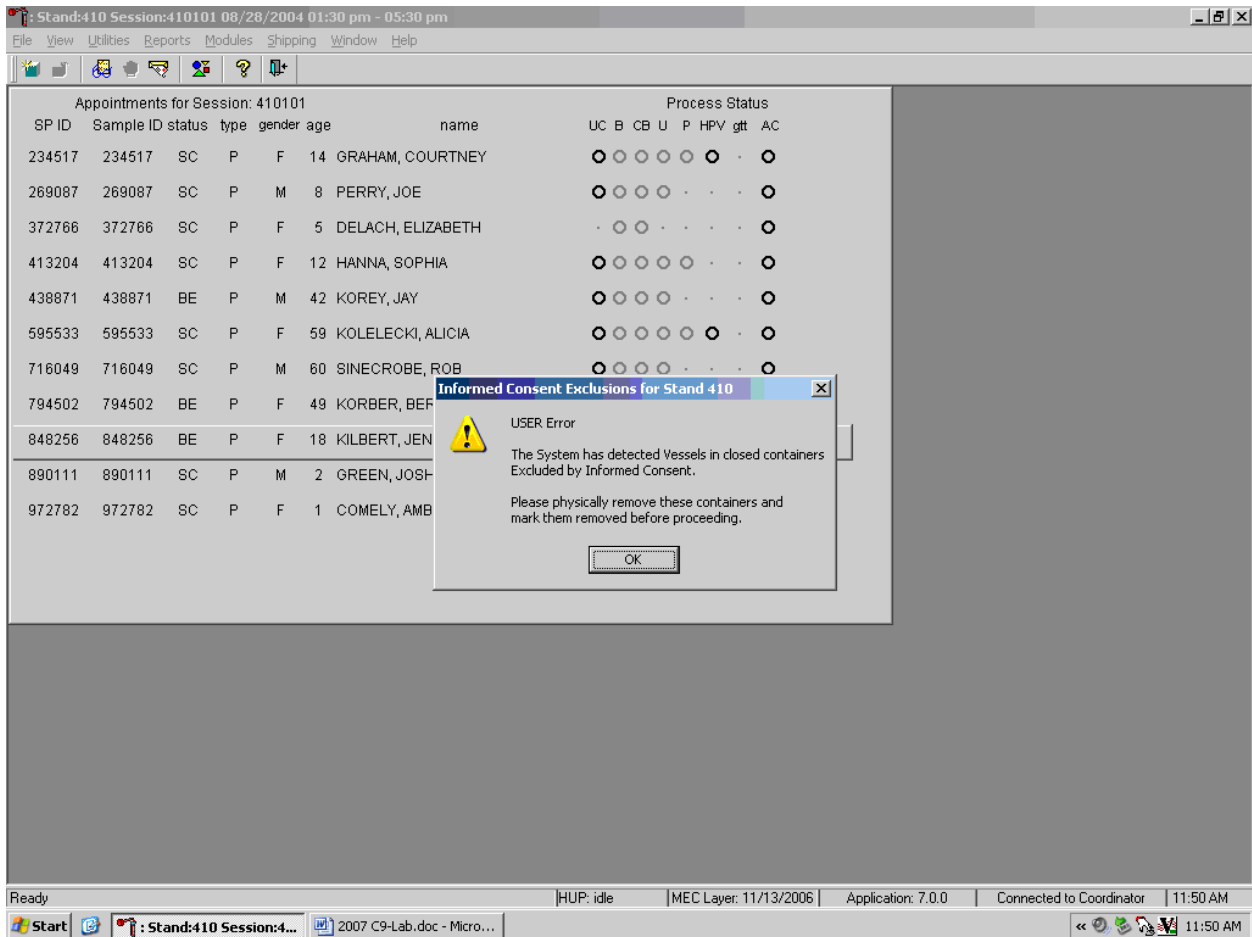 : Stand:410 Session:410101 08/28/2004 01:30 pm - 05:30 pm
File View Utilities Reports Modules Shipping Window Help
Appointments for Session: 410101 Process Status
SP ID Sample ID status type gender age name UC B CB U P HPV gtt AC
234517 234517 SC P F 14 GRAHAM, COURTNEY
269087 269087 SC P M 8 PERRY, JOE
372766 372766 SC P F 5 DELACH, ELIZABETH
413204 413204 SC P F 12 HANNA, SOPHIA
438871 438871 BE P M 42 KOREY, JAY
595533 595533 SC P F 59 KOLELECKI, ALICIA
716049 716049 SC P M 60 SINECROBE, ROB
794502 794502 BE P F 49 KORBER, BER
848256 848256 BE P F 18 KILBERT, JEN
890111 890111 SC P M 2 GREEN, JOSH
972782 972782 SC P F 1 COMELY, AMB
Informed Consent Exclusions for Stand 410
USER Error
The System has detected Vessels in closed containers
Excluded by Informed Consent.
Please physically remove these containers and
mark them removed before proceeding.
OK
Ready HUP: idle MEC Layer: 11/13/2006 Application: 7.0.0 Connected to Coordinator 11:50 AM
Start : Stand:410 Session:4... 2007 C9-Lab.doc - Micro... « 11:50 AM